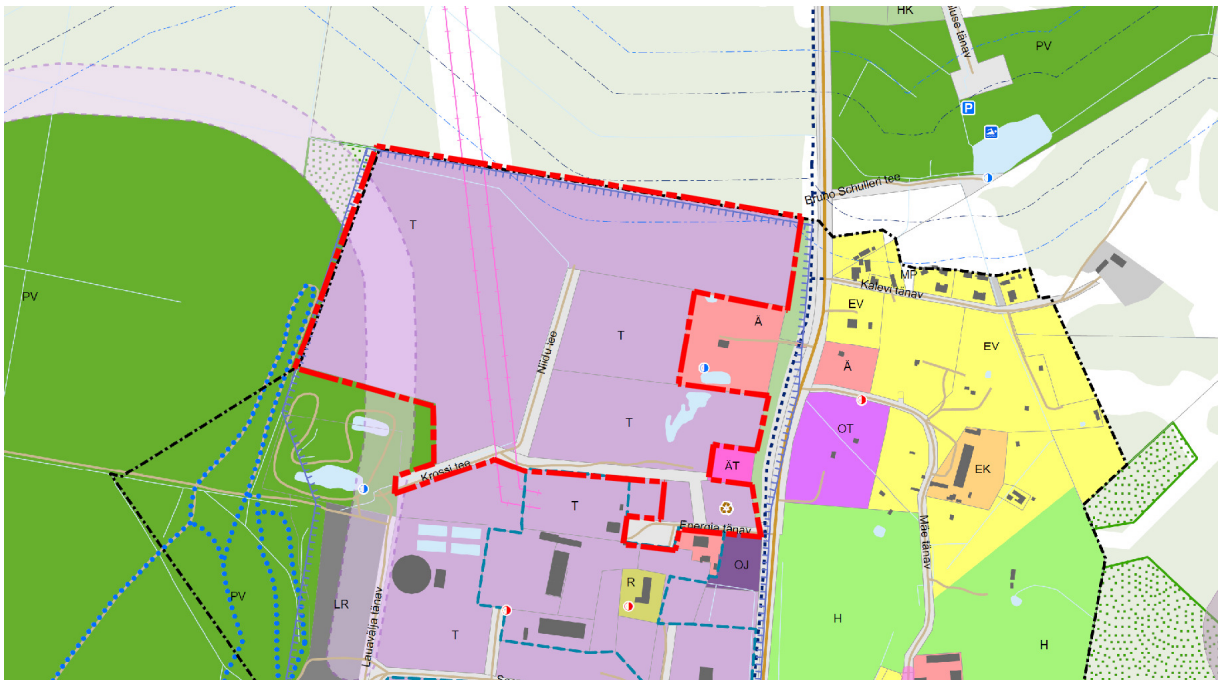 HK
PV
P
Bruno Schulleri tee
T
PV
MP
Kalevi tänav
EV
Ä
EV
Niidu tee
T
Ä
T
OT
ÄT
EK
Krossi tee
T
Energia tänav
Mäe tänav
OJ
R
PV
LR
H
T
H
Lauavälja tänav